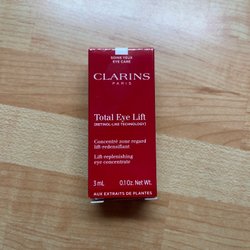 SOINS YEUX
EYE CARE
CLARINS
PARIS
Total Eye Lift
[RETINOL-LIKE TECHNOLOGY]
Concentré zone regard
lift-redensifiant
Lift-replenishing
eye concentrate
3 mL 0.1 Oz. Net Wt.
AUX EXTRAITS DE PLANTES